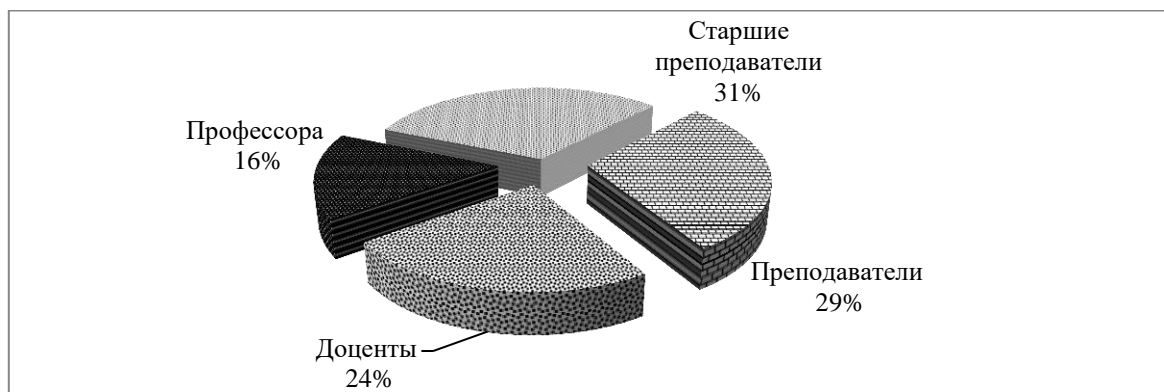 Старшие
преподаватели
31%
Профессора
16%
Преподаватели
29%
Доценты
24%